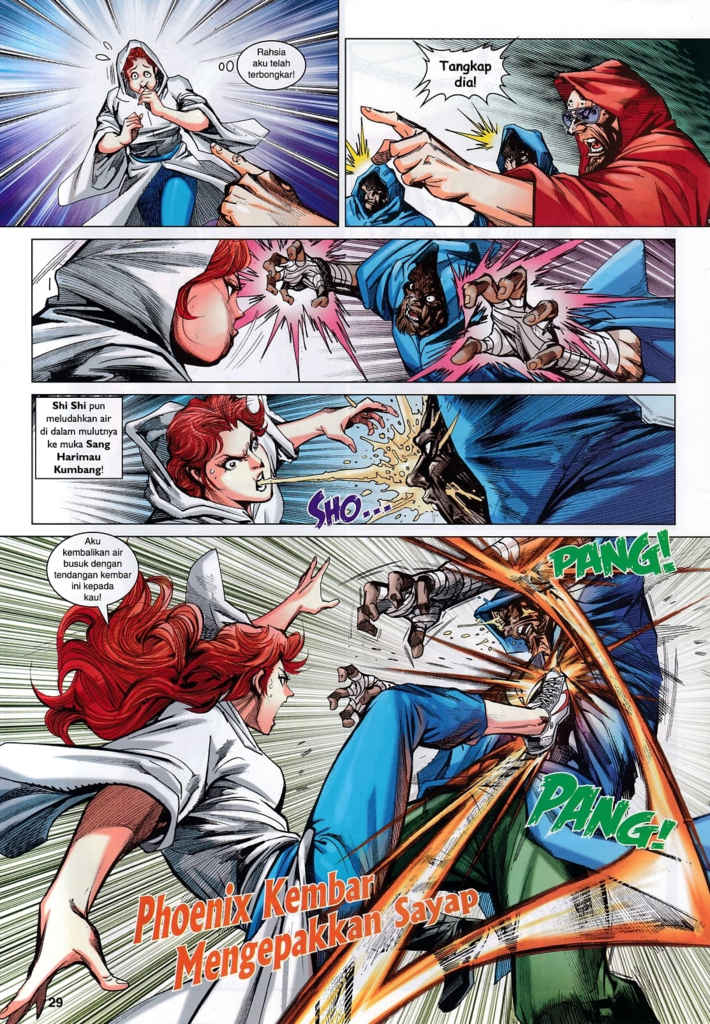 Rahsia
aku telah
terbongkar!
Tangkap
dia!
Shi Shi pun
meludahkan air
di dalam mulutnya
ke muka Sang
Harimau
Kumbang!
SHO...
Aku
kembalikan air
busuk dengan
tendangan kembar
ini kepada
kau!
PANG!
PANG!
Phoenix Kembar
Mengepakkan Sayap
29